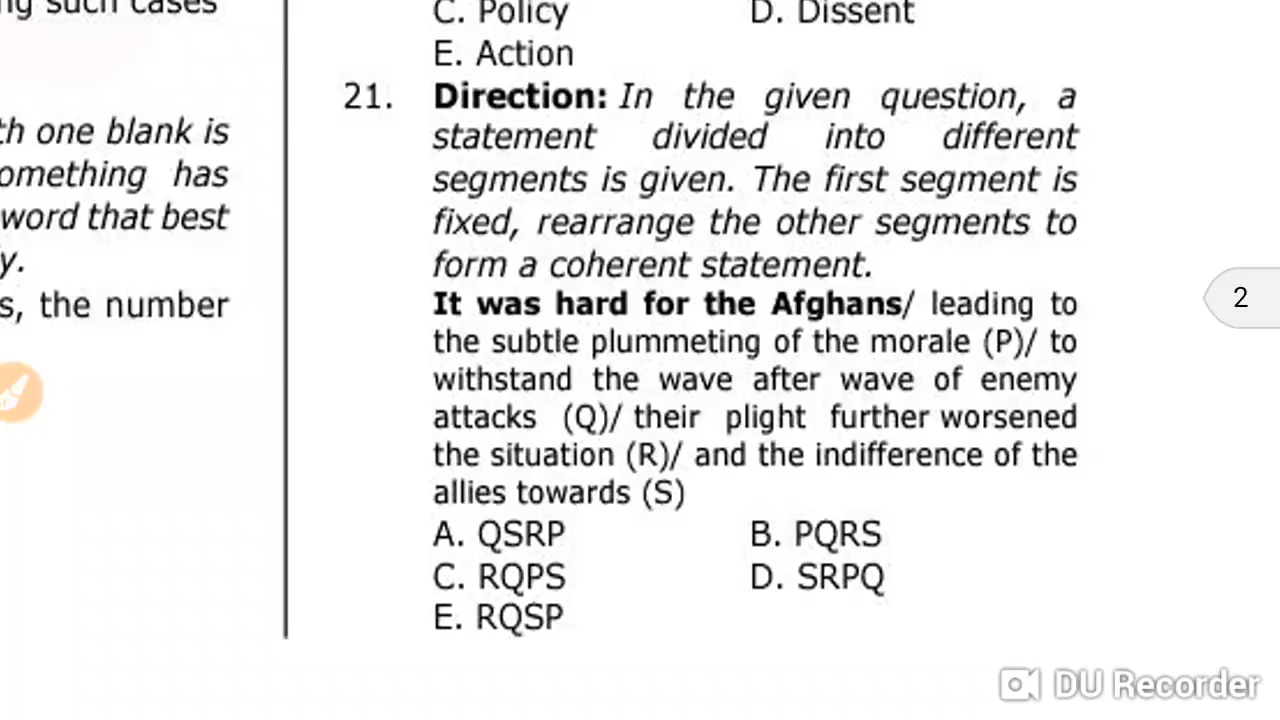 ng such cases
th one blank is
omething has
word that best
y.
s, the number
C. Policy D. Dissent
E. Action
21. Direction: In the given question, a
statement divided into different
segments is given. The first segment is
fixed, rearrange the other segments to
form a coherent statement.
It was hard for the Afghans/ leading to
the subtle plummeting of the morale (P)/ to
withstand the wave after wave of enemy
attacks (Q)/ their plight further worsened
the situation (R)/ and the indifference of the
allies towards (S)
A. QSRP B. PQRS
C. RQPS D. SRPQ
E. RQSP
2
DU Recorder